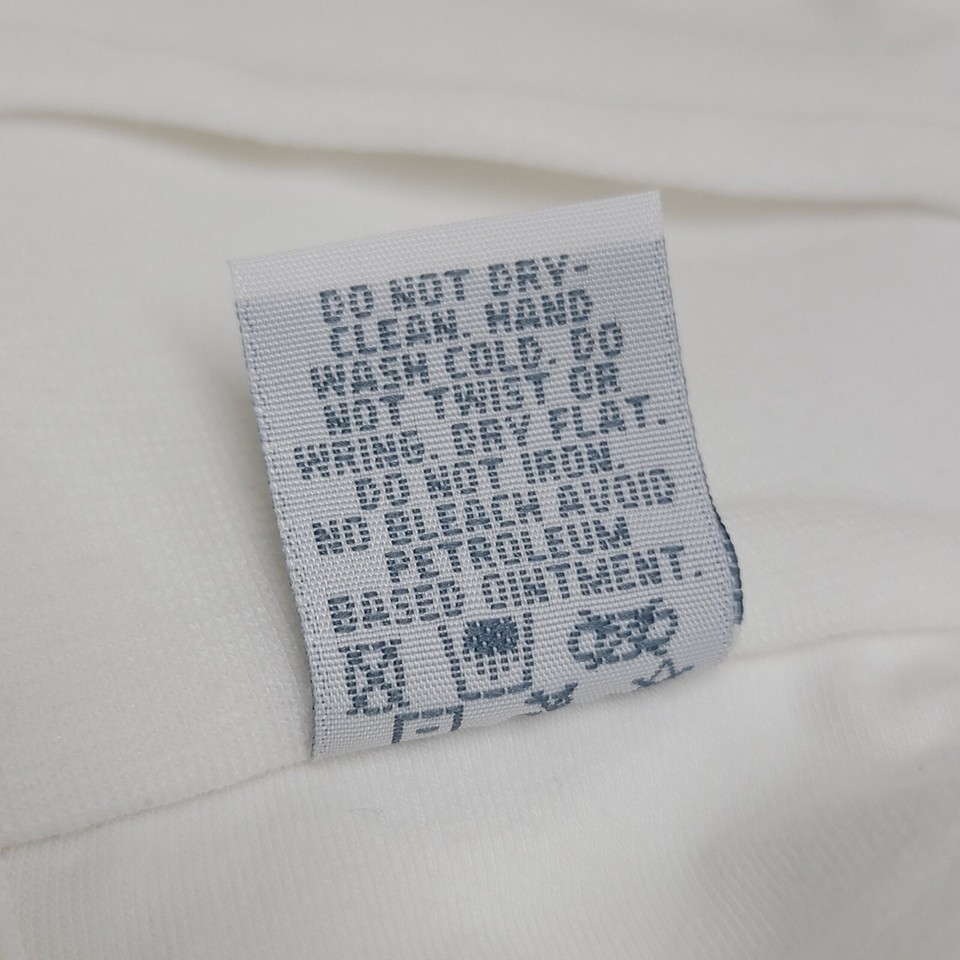 DO NOT DRY-
CLEAN. HAND
WASH COLD. DO
NOT TWIST OR
WRING. DRY FLAT.
DO NOT IRON.
NO BLEACH AVOID
PETROLEUM
BASED OINTMENT.